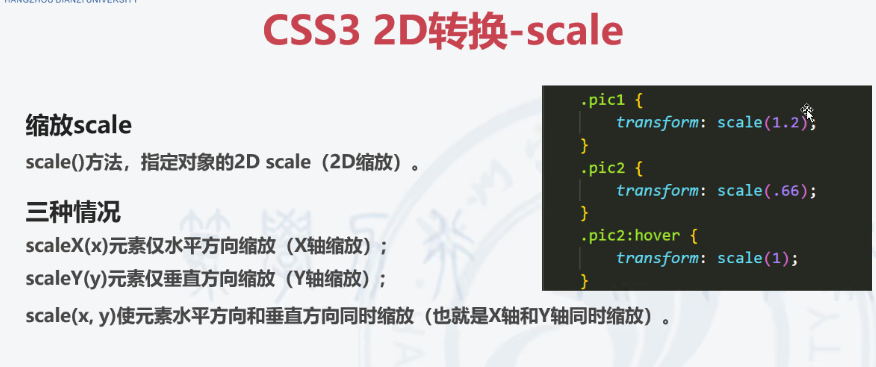 HANGZHOU DIANZI UNIVERSITY
CSS3 2D转换-scale
缩放scale
scale()方法，指定对象的2D scale（2D缩放）。
三种情况
scaleX(x)元素仅水平方向缩放（X轴缩放）；
scaleY(y)元素仅垂直方向缩放（Y轴缩放）；
scale(x, y)使元素水平方向和垂直方向同时缩放（也就是X轴和Y轴同时缩放）。
.pic1 {
transform: scale(1.2);
}
.pic2 {
transform: scale(.66);
}
.pic2:hover {
transform: scale(1);
}